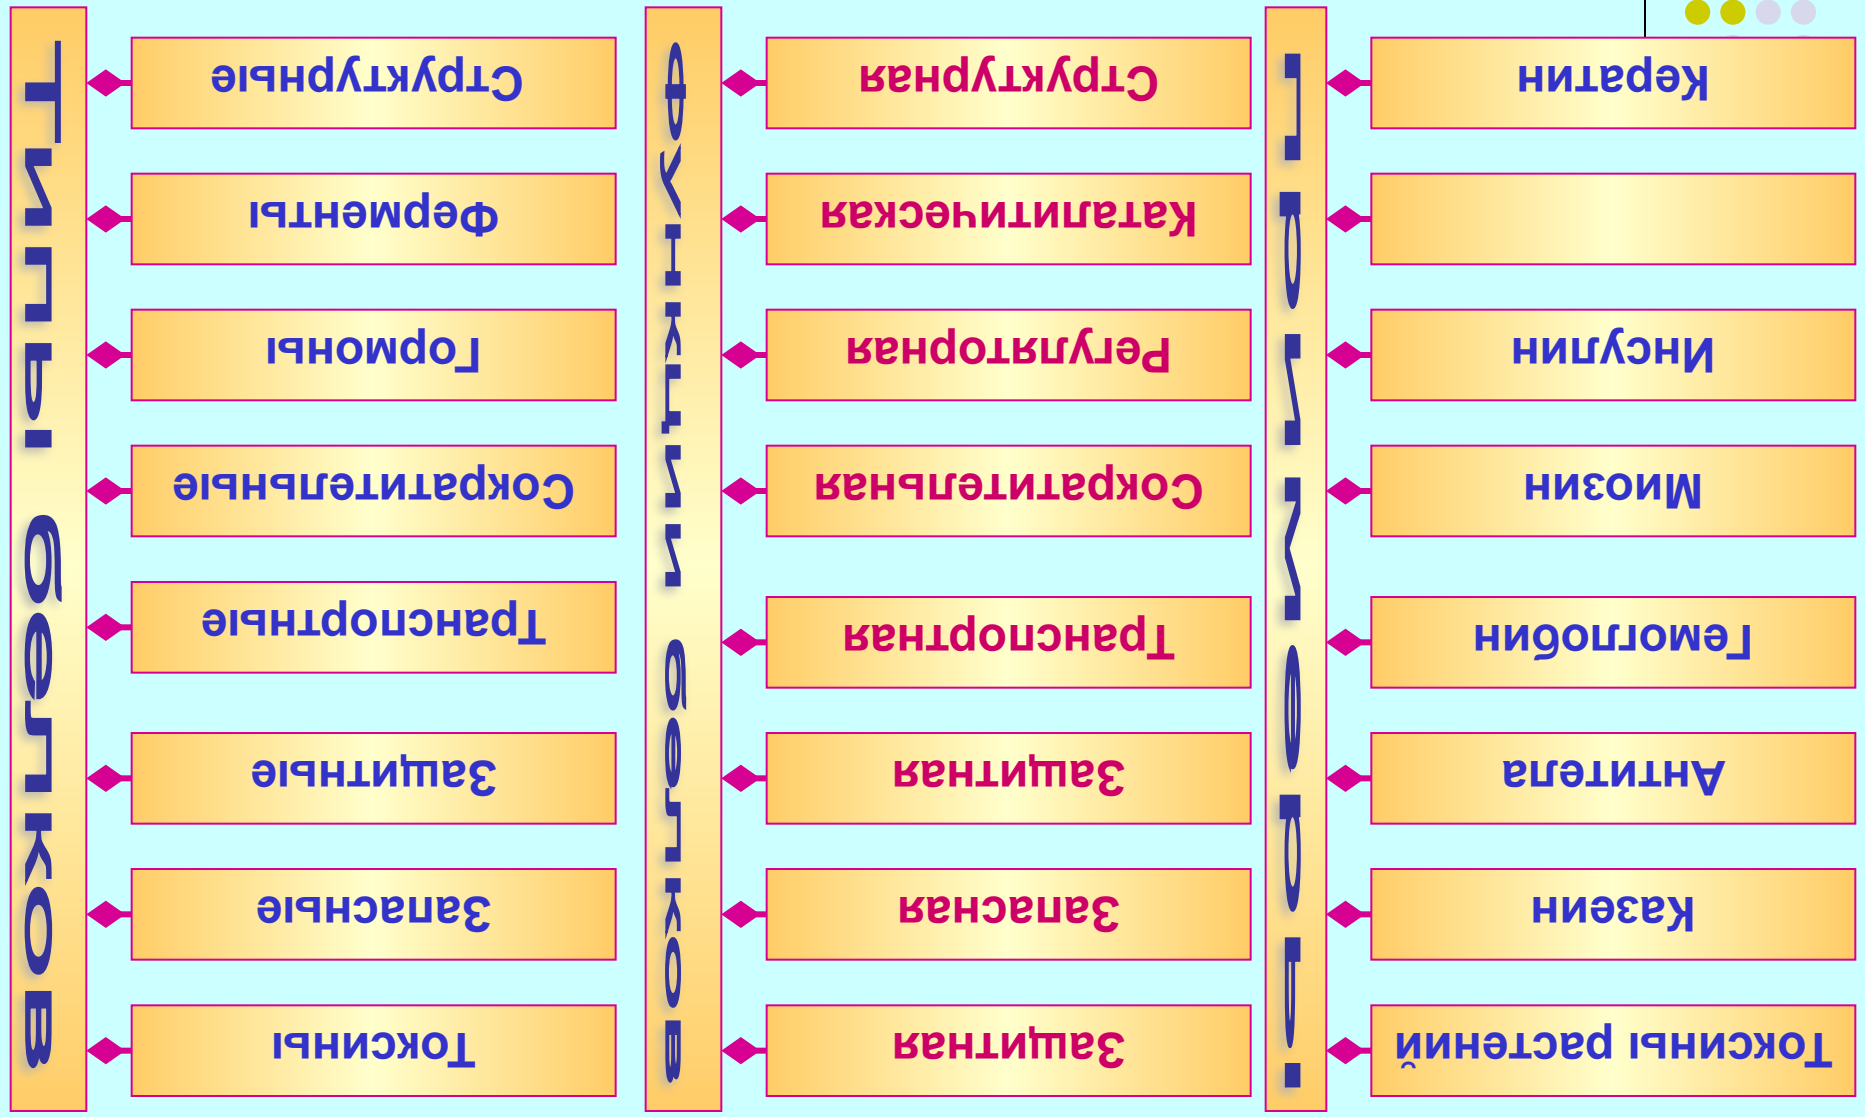 Типы белков
Структурные
Ферменты
Гормоны
Сократительные
Транспортные
Защитные
Запасные
Токсины
Функции белков
Структурная
Каталитическая
Регуляторная
Сократительная
Транспортная
Защитная
Запасная
Защитная
примеры
Кератин
Инсулин
Миозин
Гемоглобин
Антитела
Казеин
Токсины растений